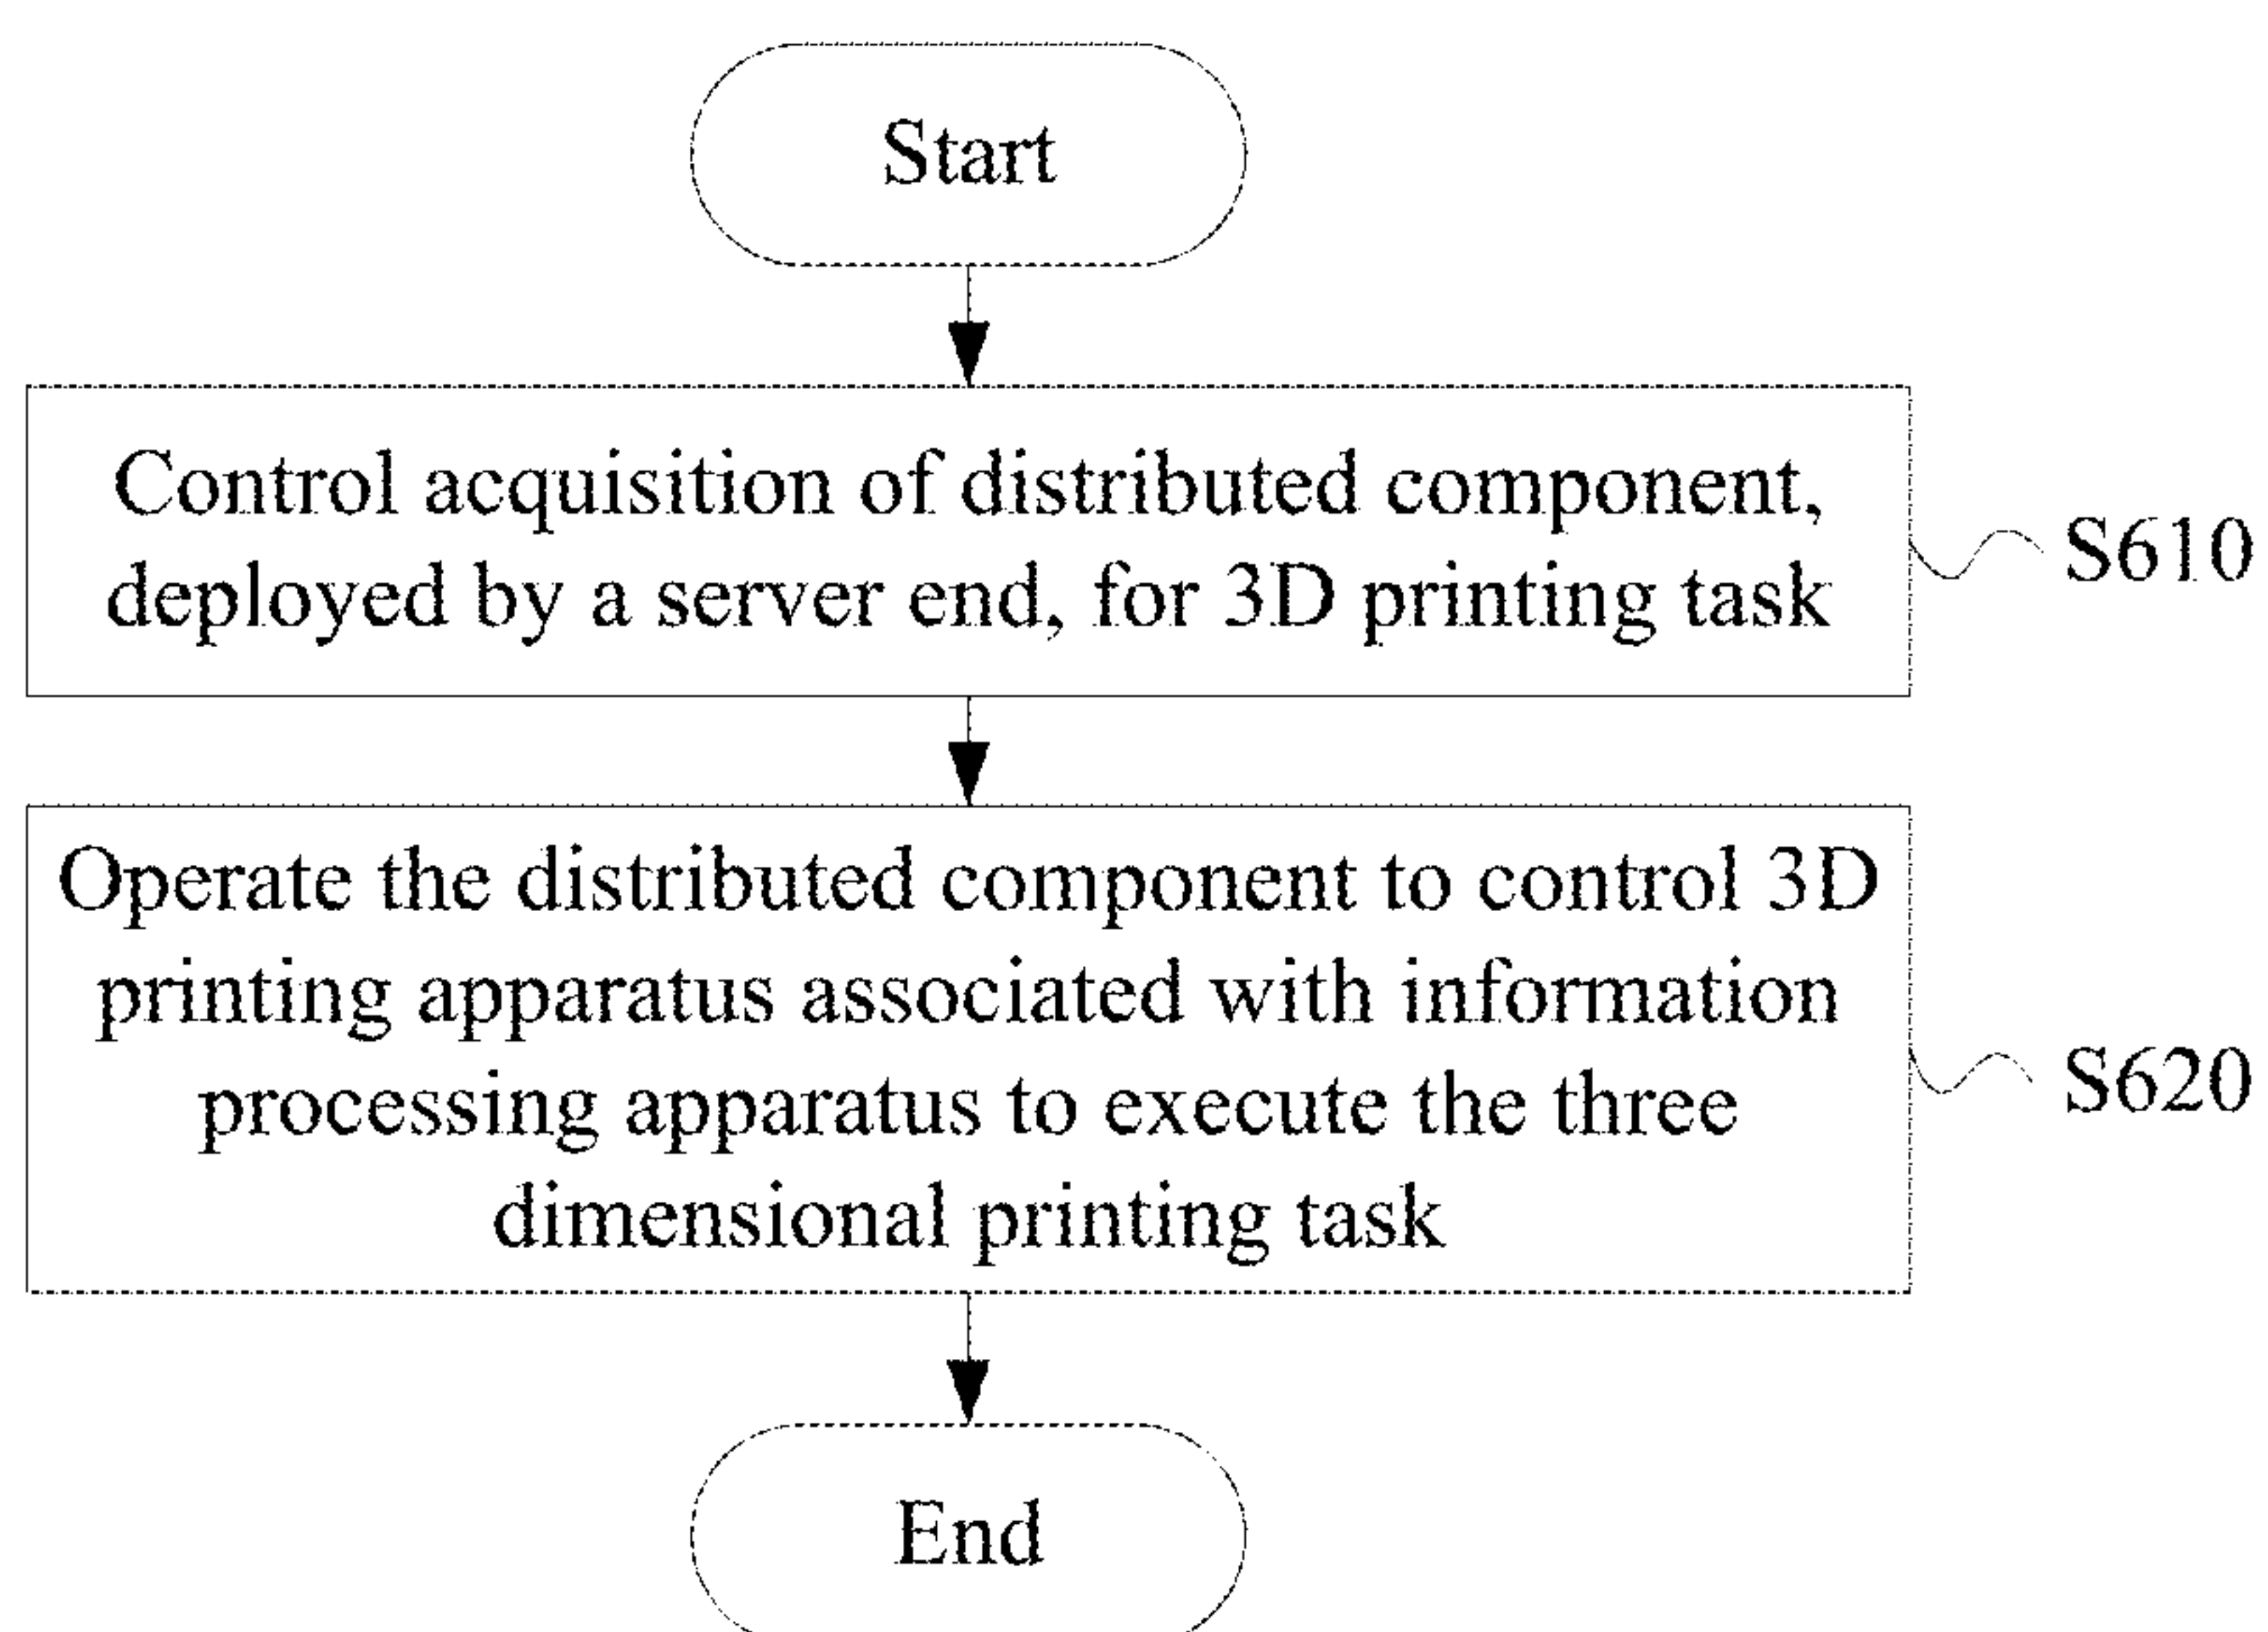 Start
Control acquisition of distributed component,
deployed by a server end, for 3D printing task
S610
Operate the distributed component to control 3D
printing apparatus associated with information
processing apparatus to execute the three
dimensional printing task
S620
End